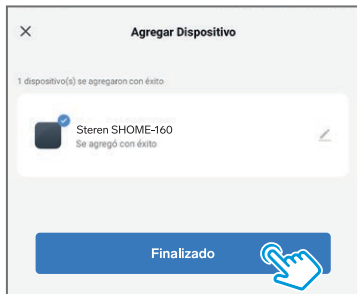 Agregar Dispositivo
1 dispositivo(s) se agregaron con éxito
Steren SHOME-160
Se agregó con éxito
Finalizado